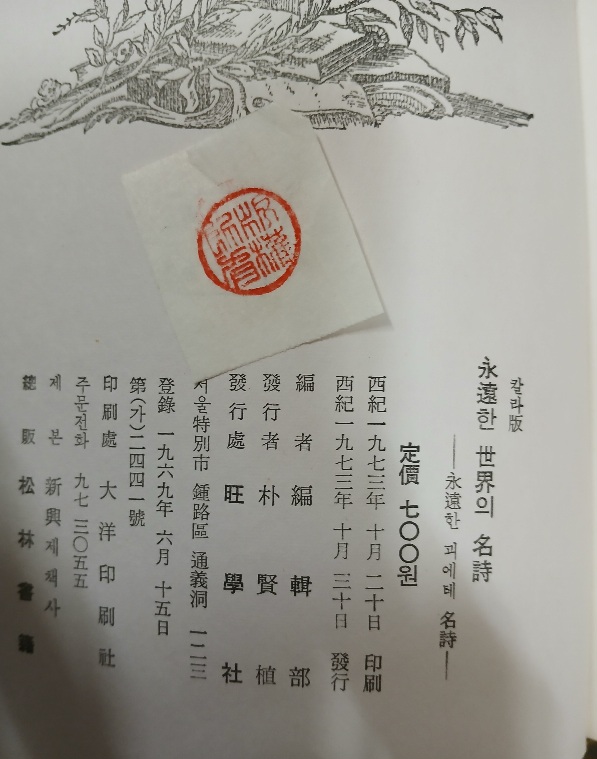 칼라版
永遠한 世界의 名詩
―永遠한 괴에테 名詩―
定價 七〇〇원
西紀一九七三年 十月 二十日 印刷
西紀一九七三年 十月 三十日 發行
編者 編輯部
發行者 朴賢植
發行處 旺學社
서울特別市 鍾路區 通義洞 一二三
登錄 一九六九年 六月 十五日
第(가)二四四一號
印刷處 大洋印刷社
주문전화 九七 三〇五五
제본 新興제책사
總販 松林書籍
版權所有